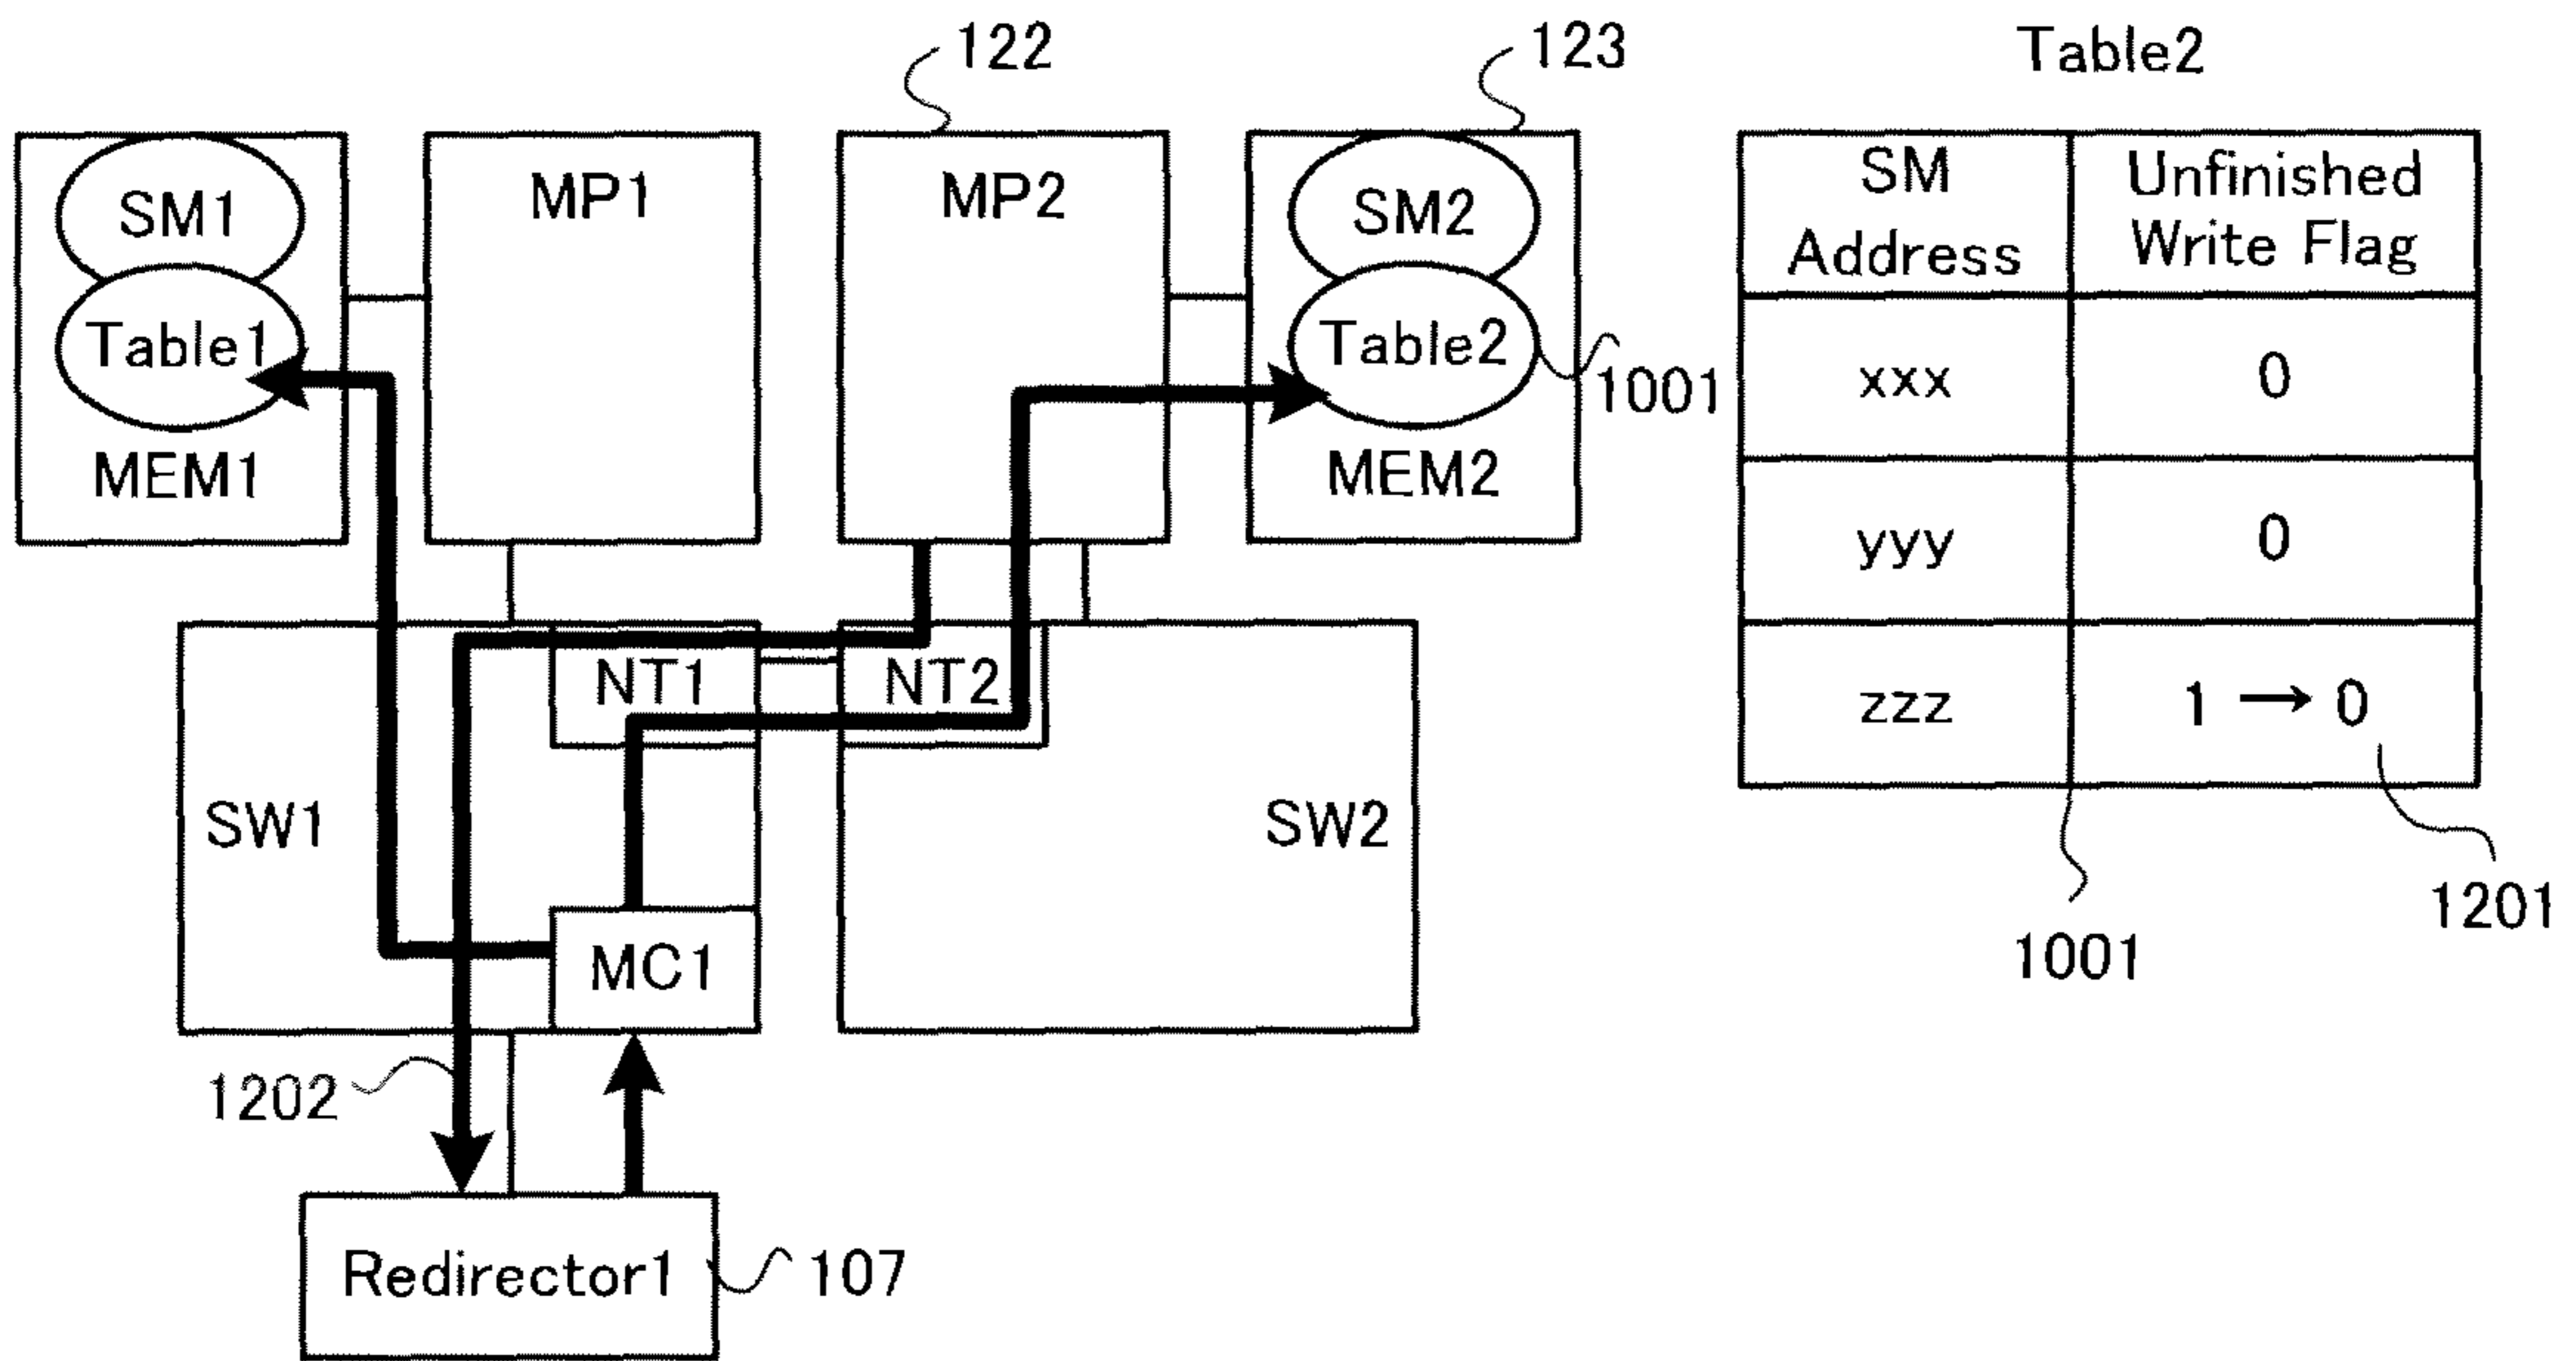 122
123
Table2
SM1
Table1
MEM1
MP1
MP2
SM2
Table2
MEM2
1001
SM
Address
Unfinished
Write Flag
xxx
0
yyy
0
zzz
1 → 0
NT1
NT2
SW1
SW2
MC1
1201
1001
1202
Redirector1
107